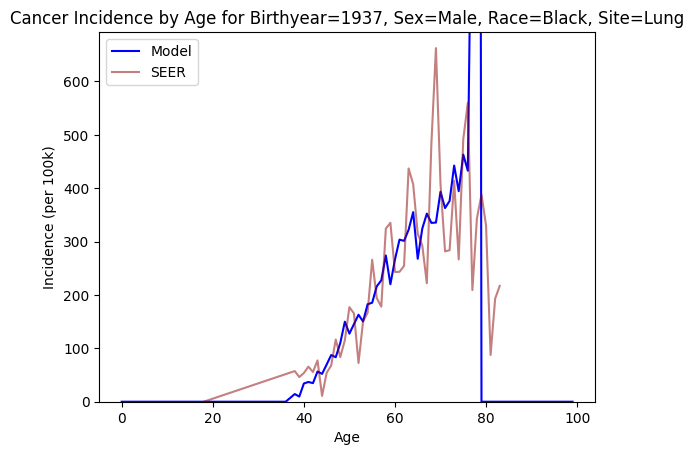 Cancer Incidence by Age for Birthyear=1937, Sex=Male, Race=Black, Site=Lung
Model
SEER
Incidence (per 100k)
600
500
400
300
200
100
0
0 20 40 60 80 100
Age